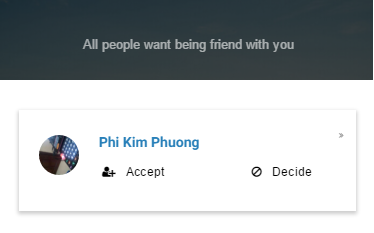 All people want being friend with you
Phi Kim Phuong
»
Accept Decide